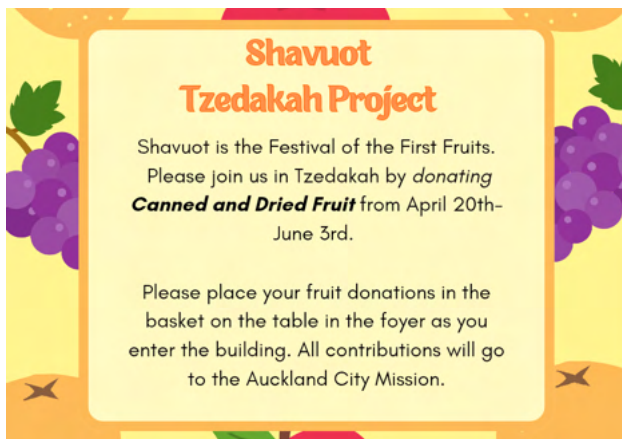 Shavuot
Tzedakah Project
Shavuot is the Festival of the First Fruits.
Please join us in Tzedakah by donating
Canned and Dried Fruit from April 20th-
June 3rd.
Please place your fruit donations in the
basket on the table in the foyer as you
enter the building. All contributions will go
to the Auckland City Mission.